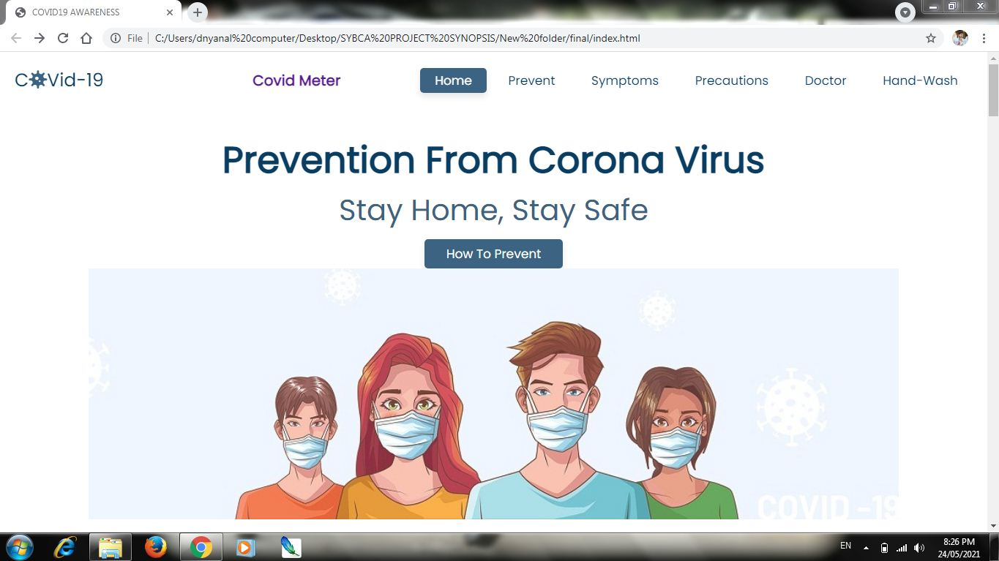 COVID19 AWARENESS
File | C:/Users/dnyanal%20computer/Desktop/SYBCA%20PROJECT%20SYNOPSIS/New%20folder/final/index.html
COVid-19 Covid Meter Home Prevent Symptoms Precautions Doctor Hand-Wash
Prevention From Corona Virus
Stay Home, Stay Safe
How To Prevent
COVID -19
EN 8:26 PM
24/05/2021